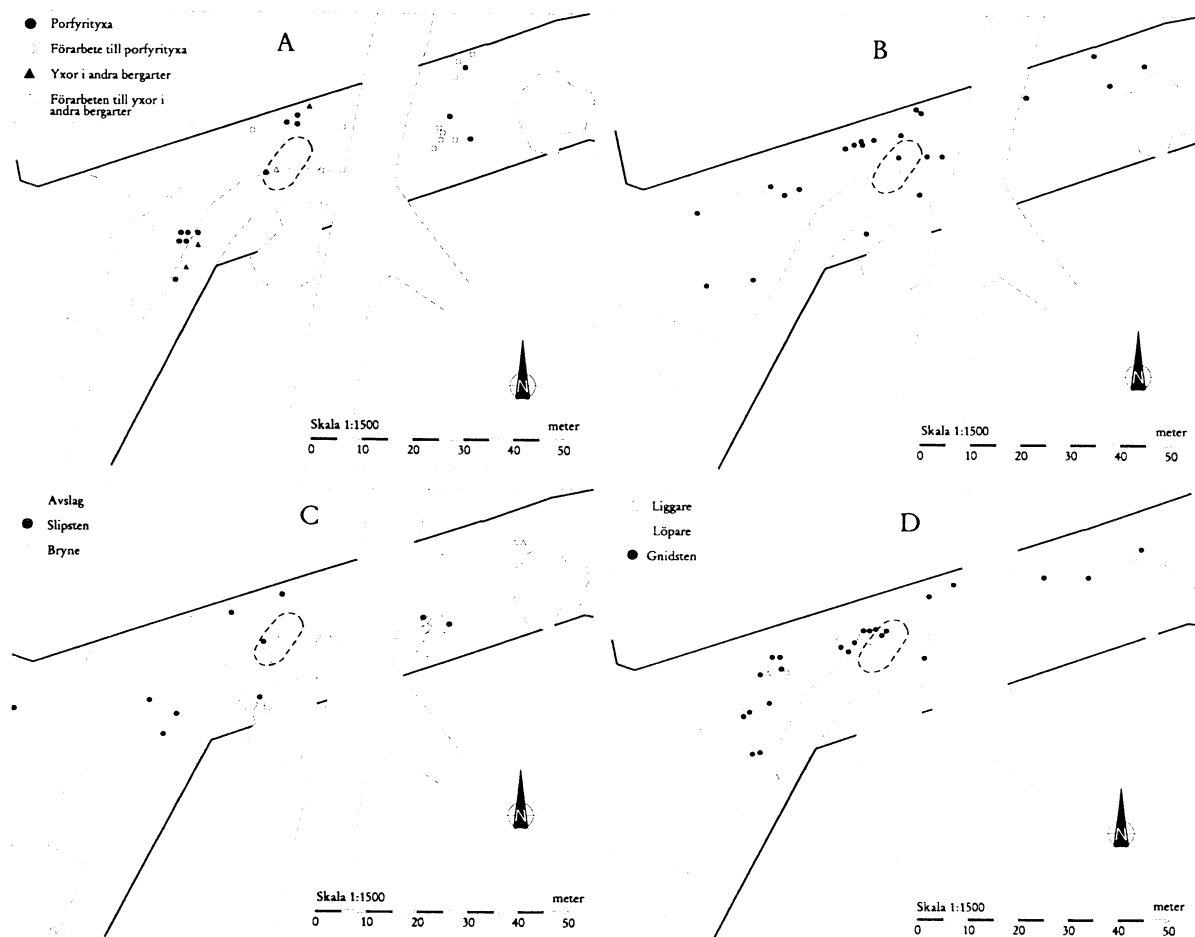 A
Porfyrityxa
Förarbete till porfyrityxa
Yxor i andra bergarter
Förarbeten till yxor i
andra bergarter
N
Skala 1:1500 meter
0 10 20 30 40 50
B
N
Skala 1:1500 meter
0 10 20 30 40 50
C
Avslag
Slipsten
Bryne
N
Skala 1:1500 meter
0 10 20 30 40 50
D
Liggare
Löpare
Gnidsten
N
Skala 1:1500 meter
0 10 20 30 40 50